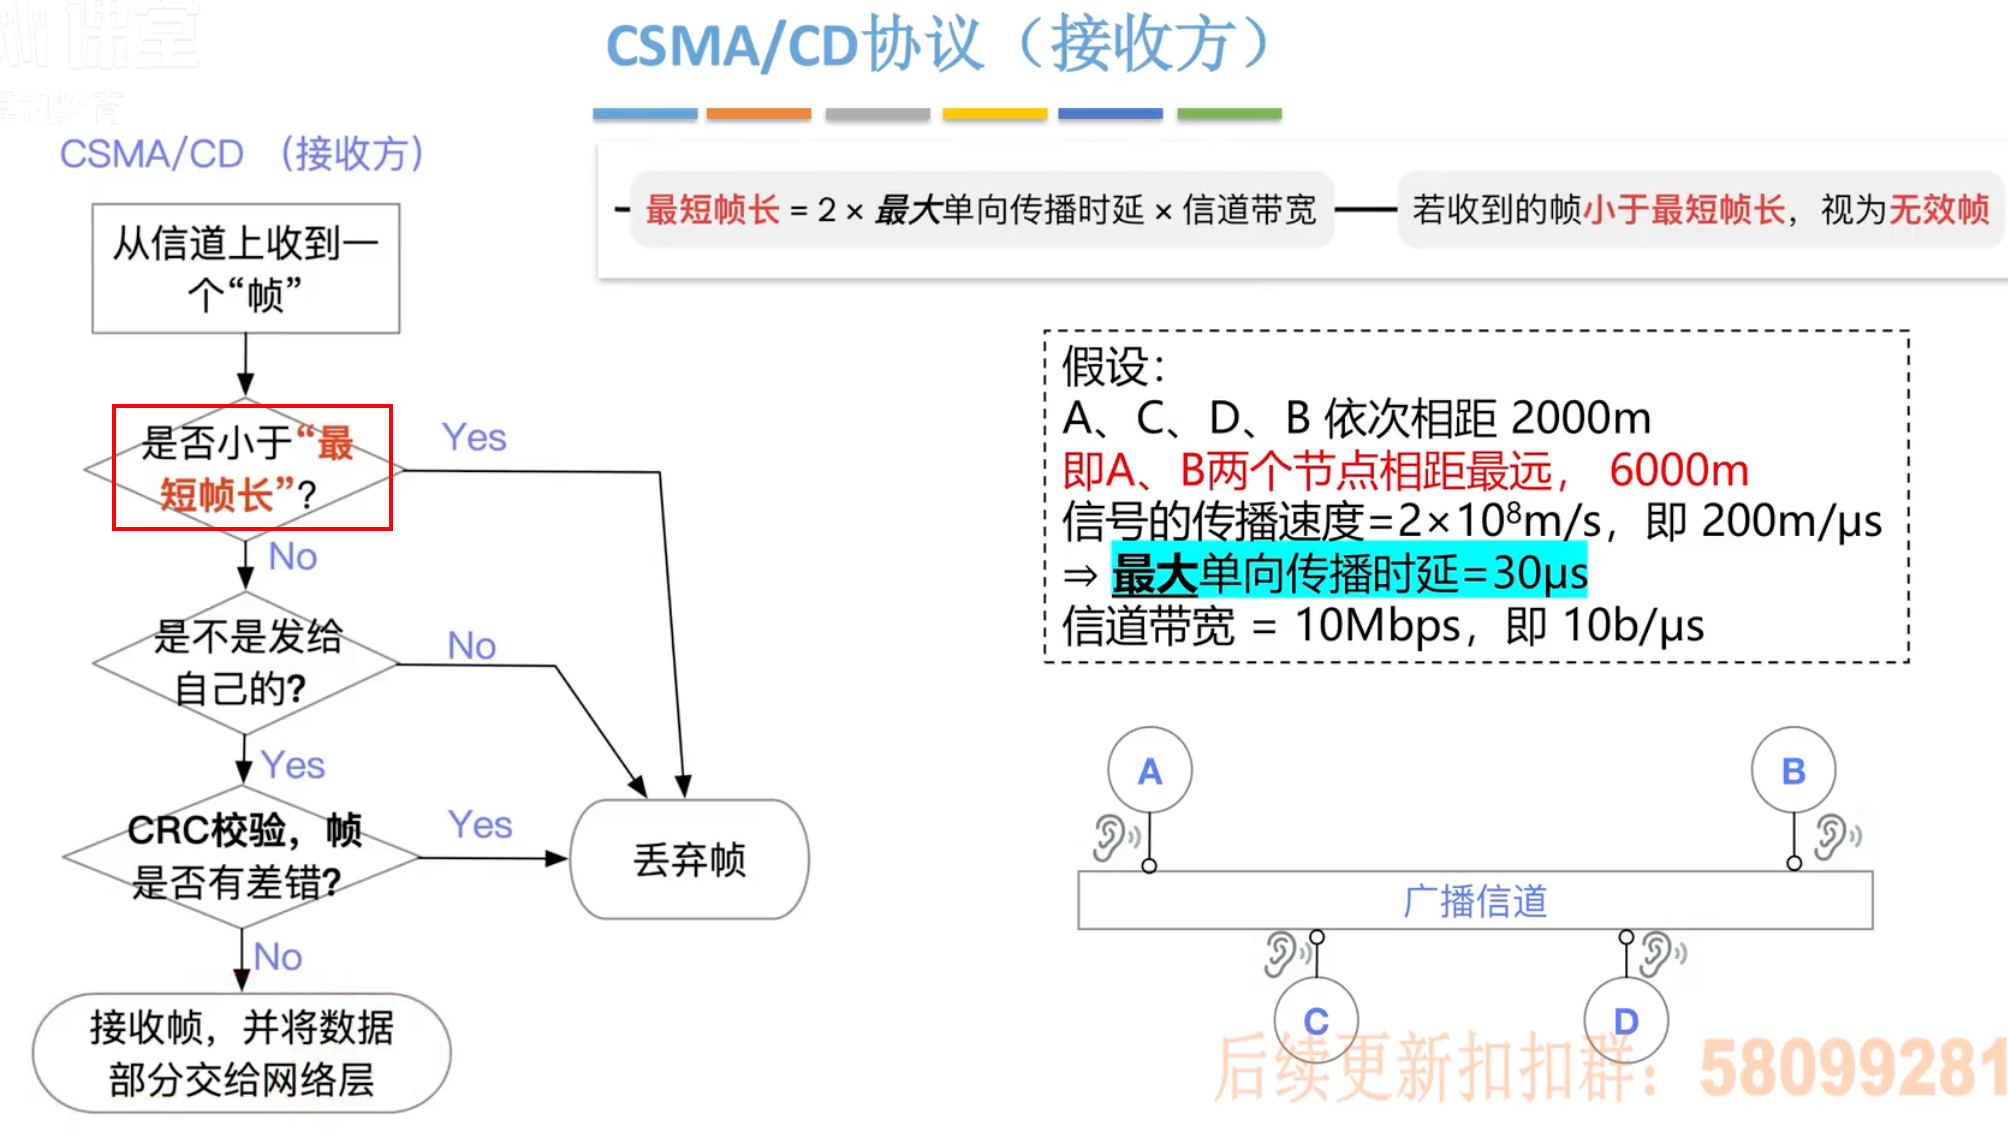 课堂
CSMA/CD协议（接收方）
CSMA/CD （接收方）
最短帧长 = 2 × 最大单向传播时延 × 信道带宽
若收到的帧小于最短帧长，视为无效帧
从信道上收到一
个“帧”
是否小于“最
短帧长”?
Yes
No
是不是发给
自己的?
No
Yes
CRC校验，帧
是否有差错?
Yes
丢弃帧
No
接收帧，并将数据
部分交给网络层
假设：
A、C、D、B 依次相距 2000m
即A、B两个节点相距最远， 6000m
信号的传播速度=2×10⁸m/s，即 200m/μs
⇒ 最大单向传播时延=30μs
信道带宽 = 10Mbps，即 10b/μs
A
B
广播信道
C
D
后续更新扣扣群：58099281